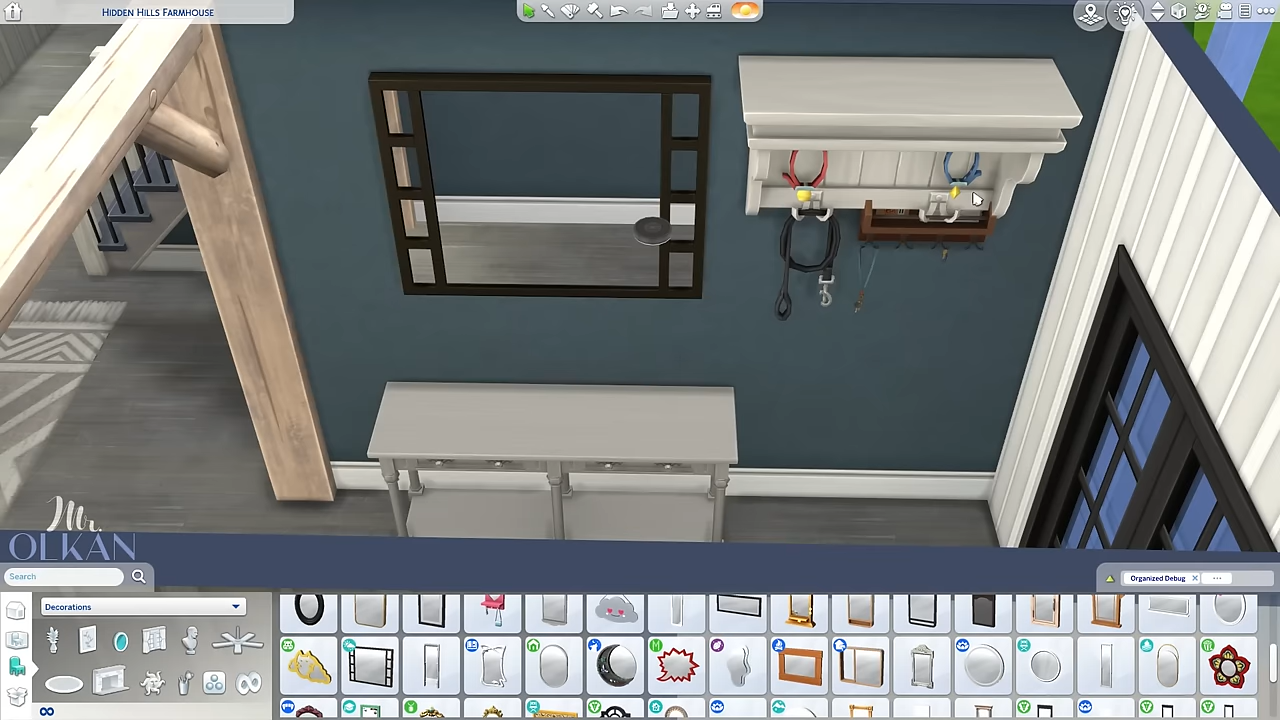 HIDDEN HILLS FARMHOUSE
Mr.
OLKAN
Search
Organized Debug
Decorations